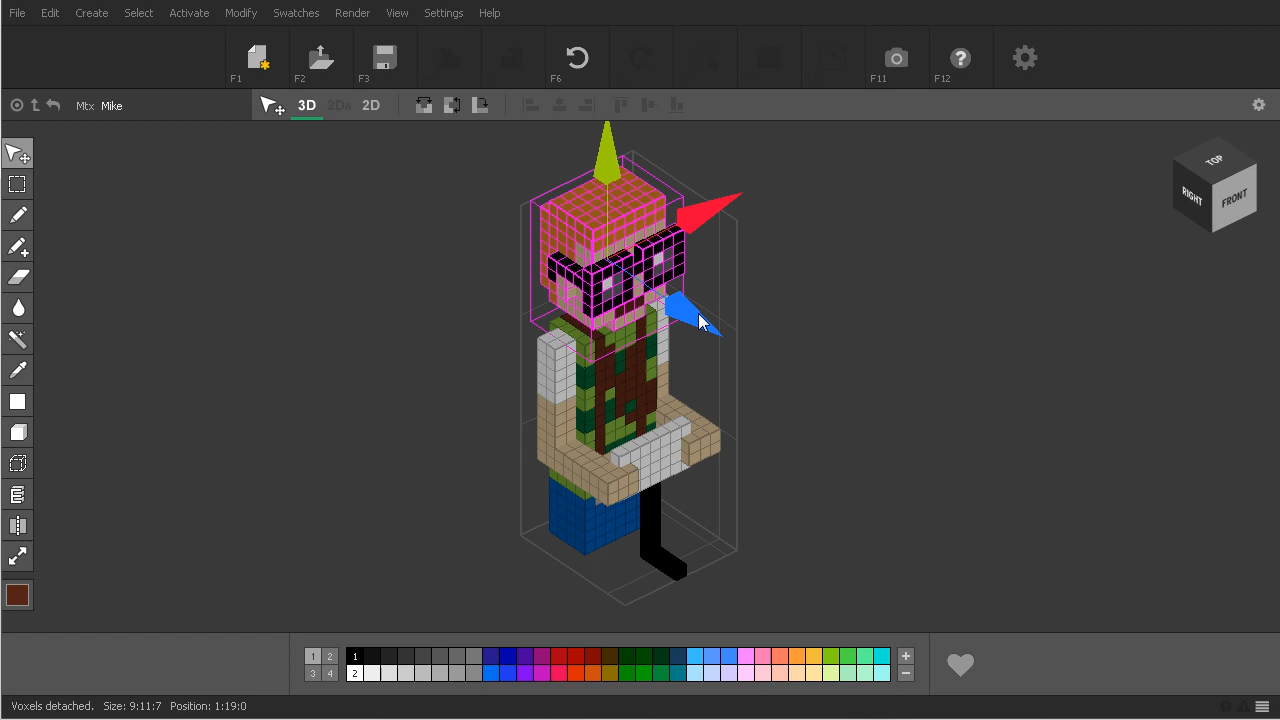 File Edit Create Select Activate Modify Swatches Render View Settings Help
F1 F2 F3 F6 F11 F12
Mtx Mike 3D 2DA 2D
TOP
RIGHT FRONT
1 2 1
3 4 2
Voxels detached. Size: 9:11:7 Position: 1:19:0